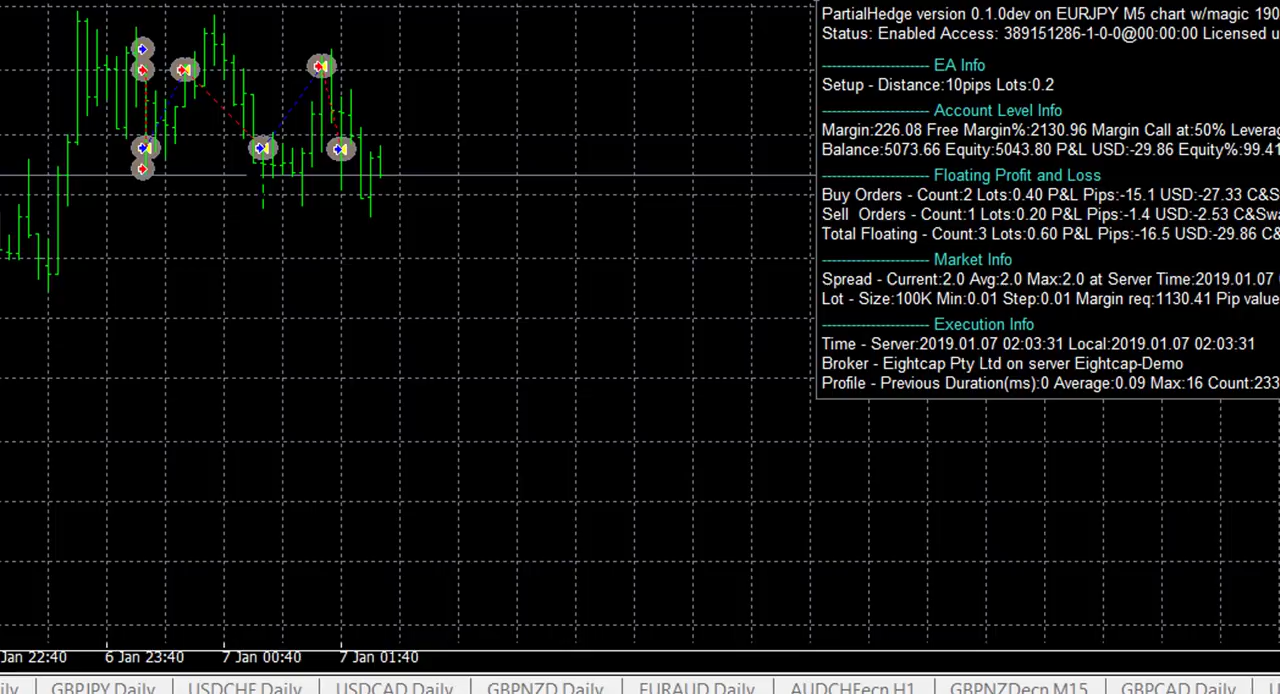 PartialHedge version 0.1.0dev on EURJPY M5 chart w/magic 190
Status: Enabled Access: 389151286-1-0-0@00:00:00 Licensed u
---------------------- EA Info
Setup - Distance:10pips Lots:0.2
---------------------- Account Level Info
Margin:226.08 Free Margin%:2130.96 Margin Call at:50% Leverag
Balance:5073.66 Equity:5043.80 P&L USD:-29.86 Equity%:99.41
---------------------- Floating Profit and Loss
Buy Orders - Count:2 Lots:0.40 P&L Pips:-15.1 USD:-27.33 C&S
Sell  Orders - Count:1 Lots:0.20 P&L Pips:-1.4 USD:-2.53 C&Swa
Total Floating - Count:3 Lots:0.60 P&L Pips:-16.5 USD:-29.86 C&
---------------------- Market Info
Spread - Current:2.0 Avg:2.0 Max:2.0 at Server Time:2019.01.07
Lot - Size:100K Min:0.01 Step:0.01 Margin req:1130.41 Pip value
---------------------- Execution Info
Time - Server:2019.01.07 02:03:31 Local:2019.01.07 02:03:31
Broker - Eightcap Pty Ltd on server Eightcap-Demo
Profile - Previous Duration(ms):0 Average:0.09 Max:16 Count:233
Jan 22:40 6 Jan 23:40 7 Jan 00:40 7 Jan 01:40
ily GBPJPY,Daily USDCHF,Daily USDCAD,Daily GBPNZD,Daily EURAUD,Daily AUDCHFecn,H1 GBPNZDecn,M15 GBPCAD,Daily